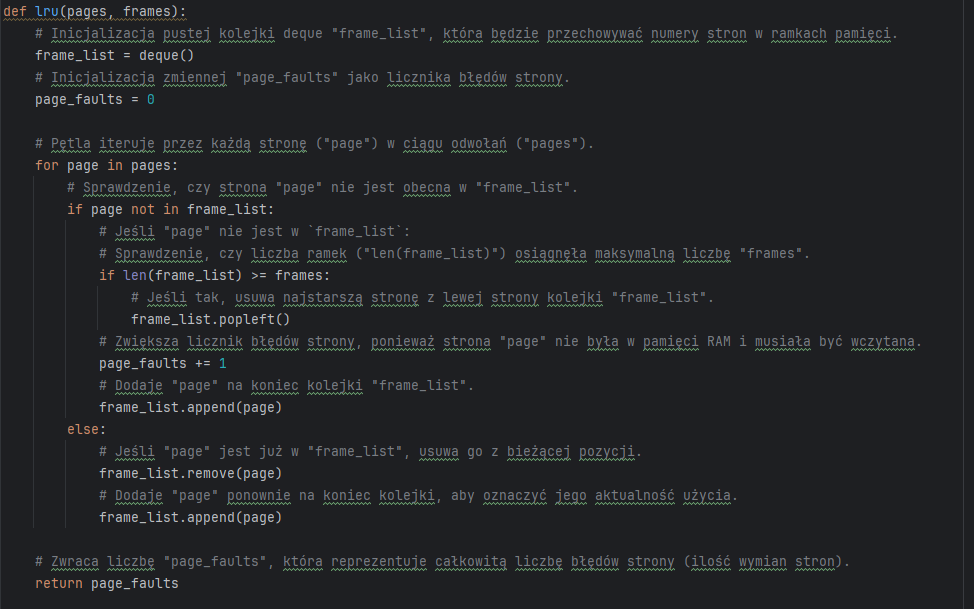 def lru(pages, frames):
    # Inicjalizacja pustej kolejki deque "frame_list", która będzie przechowywać numery stron w ramkach pamięci.
    frame_list = deque()
    # Inicjalizacja zmiennej "page_faults" jako licznika błędów strony.
    page_faults = 0

    # Pętla iteruje przez każdą stronę ("page") w ciągu odwołań ("pages").
    for page in pages:
        # Sprawdzenie, czy strona "page" nie jest obecna w "frame_list".
        if page not in frame_list:
            # Jeśli "page" nie jest w `frame_list`:
            # Sprawdzenie, czy liczba ramek ("len(frame_list)") osiągnęła maksymalną liczbę "frames".
            if len(frame_list) >= frames:
                # Jeśli tak, usuwa najstarszą stronę z lewej strony kolejki "frame_list".
                frame_list.popleft()
            # Zwiększa licznik błędów strony, ponieważ strona "page" nie była w pamięci RAM i musiała być wczytana.
            page_faults += 1
            # Dodaje "page" na koniec kolejki "frame_list".
            frame_list.append(page)
        else:
            # Jeśli "page" jest już w "frame_list", usuwa go z bieżącej pozycji.
            frame_list.remove(page)
            # Dodaje "page" ponownie na koniec kolejki, aby oznaczyć jego aktualność użycia.
            frame_list.append(page)

    # Zwraca liczbę "page_faults", która reprezentuje całkowitą liczbę błędów strony (ilość wymian stron).
    return page_faults